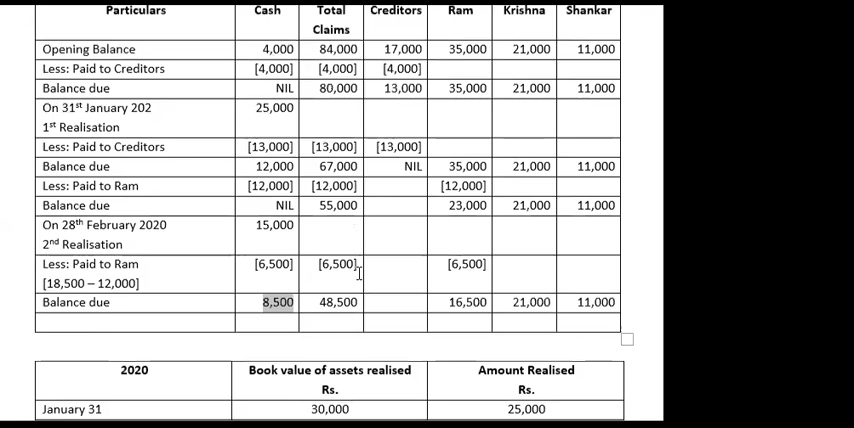 Particulars Cash Total Claims Creditors Ram Krishna Shankar
Opening Balance 4,000 84,000 17,000 35,000 21,000 11,000
Less: Paid to Creditors [4,000] [4,000] [4,000]
Balance due NIL 80,000 13,000 35,000 21,000 11,000
On 31st January 202 25,000
1st Realisation
Less: Paid to Creditors [13,000] [13,000] [13,000]
Balance due 12,000 67,000 NIL 35,000 21,000 11,000
Less: Paid to Ram [12,000] [12,000] [12,000]
Balance due NIL 55,000 23,000 21,000 11,000
On 28th February 2020 15,000
2nd Realisation
Less: Paid to Ram [6,500] [6,500] [6,500]
[18,500 – 12,000]
Balance due 8,500 48,500 16,500 21,000 11,000
2020 Book value of assets realised Amount Realised
Rs. Rs.
January 31 30,000 25,000